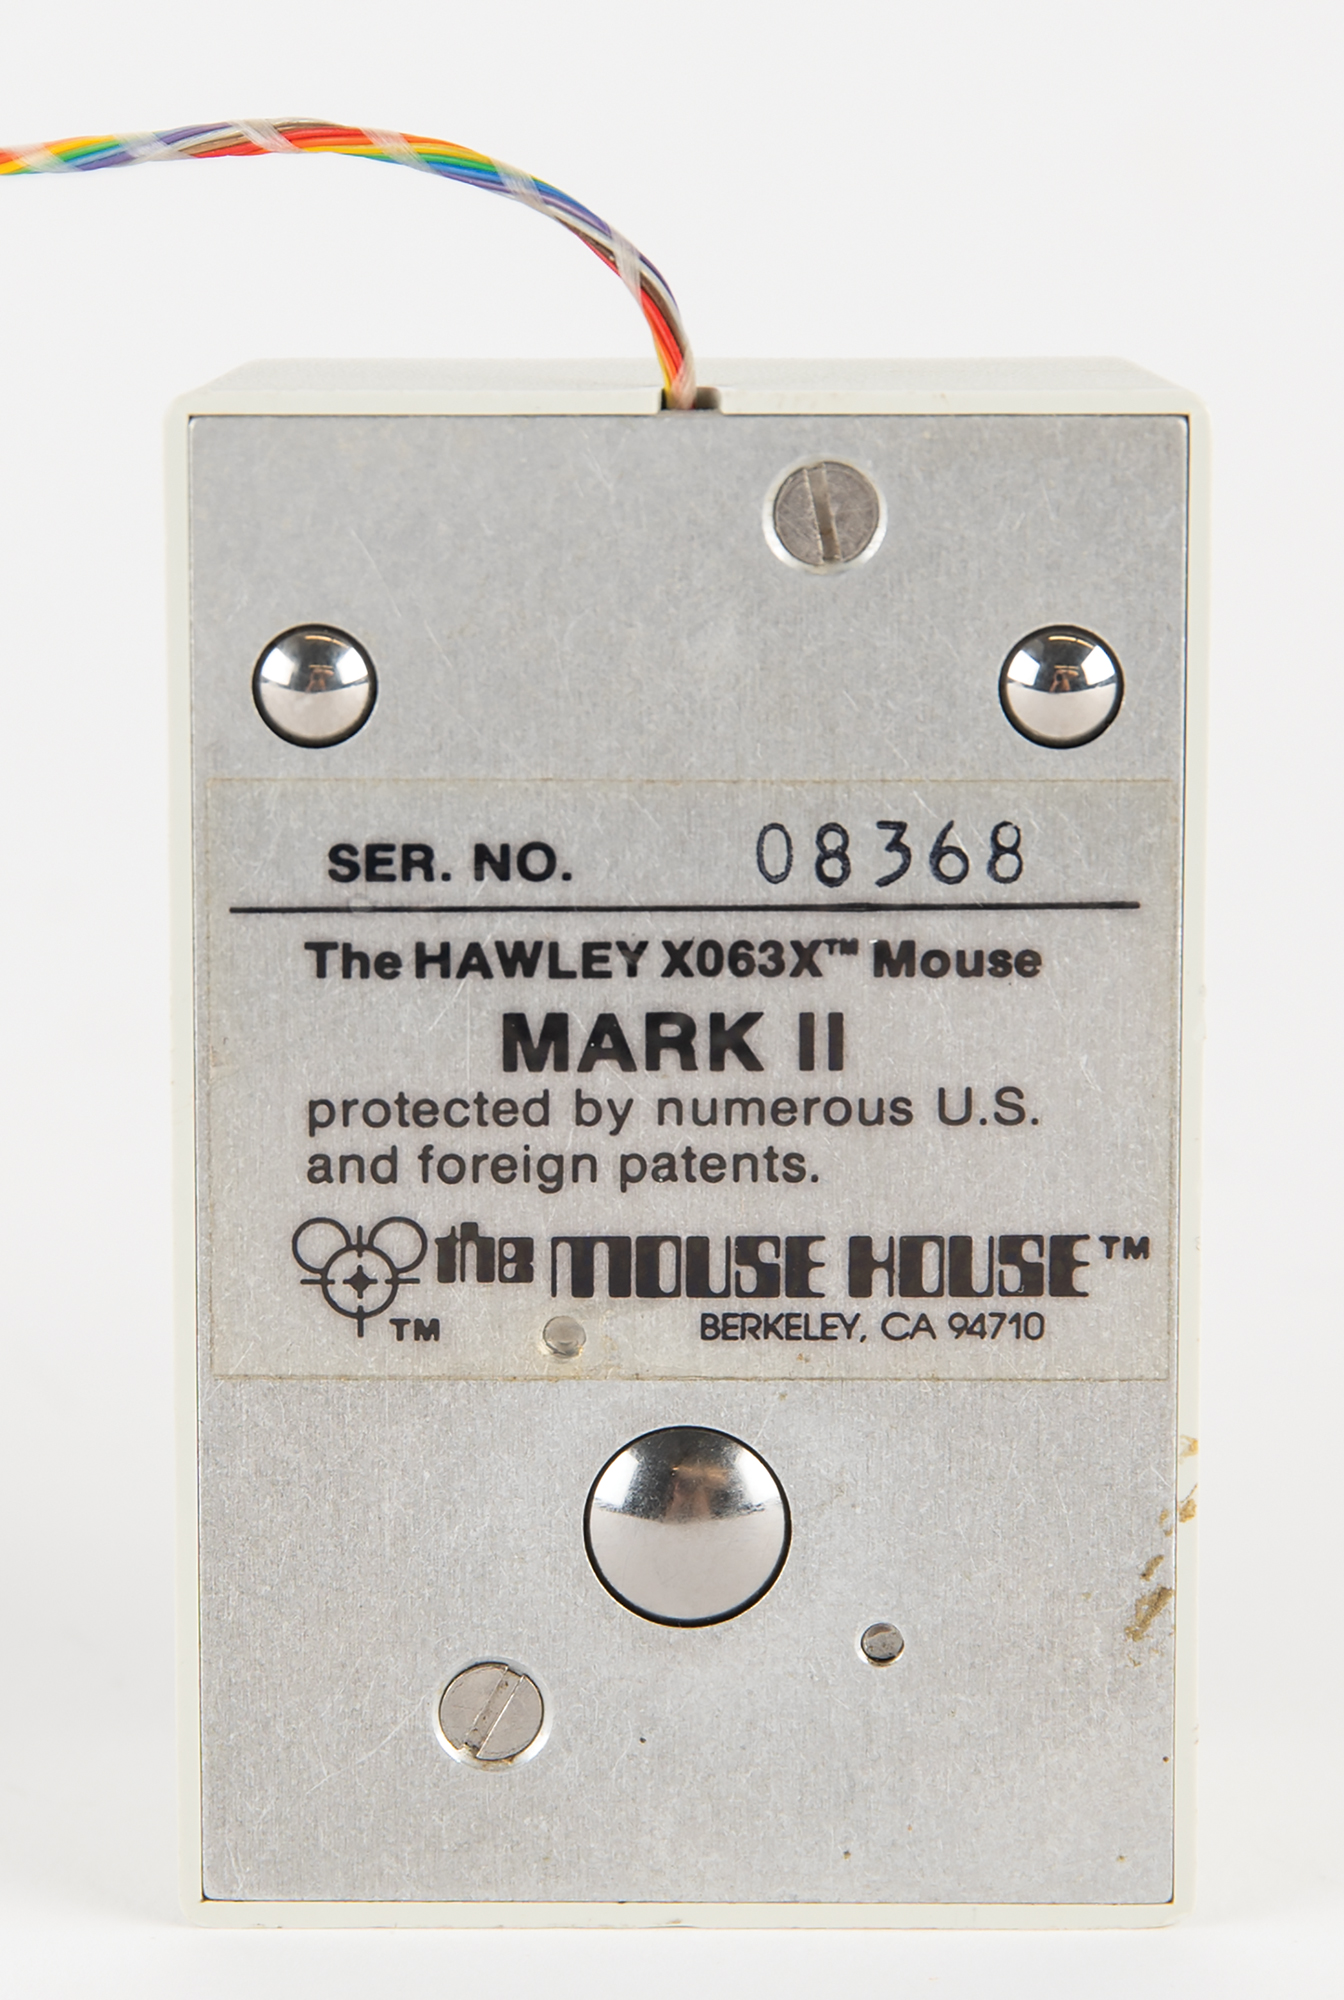 SER. NO. 08368
The HAWLEY X063X™ Mouse
MARK II
protected by numerous U.S.
and foreign patents.
the MOUSE HOUSE™
TM
BERKELEY, CA 94710